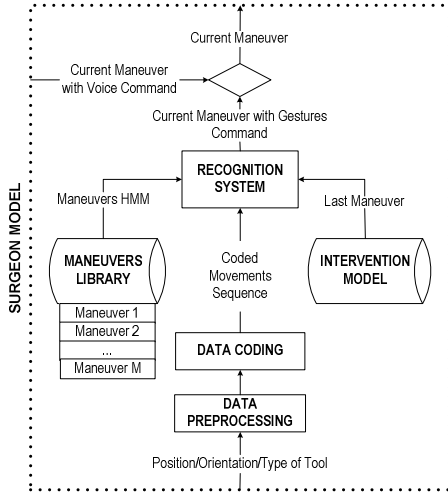 Current Maneuver
Current Maneuver
with Voice Command
Current Maneuver with Gestures
Command
RECOGNITION
SYSTEM
Maneuvers HMM
Last Maneuver
SURGEON MODEL
MANEUVERS
LIBRARY
Coded
Movements
Sequence
INTERVENTION
MODEL
Maneuver 1
Maneuver 2
...
Maneuver M
DATA CODING
DATA
PREPROCESSING
Position/Orientation/Type of Tool